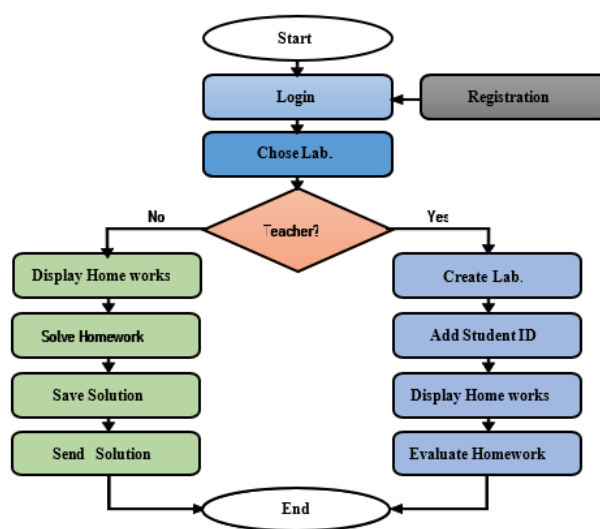 Start
Login
Registration
Chose Lab.
Teacher?
No
Yes
Display Home works
Solve Homework
Save Solution
Send Solution
Create Lab.
Add Student ID
Display Home works
Evaluate Homework
End